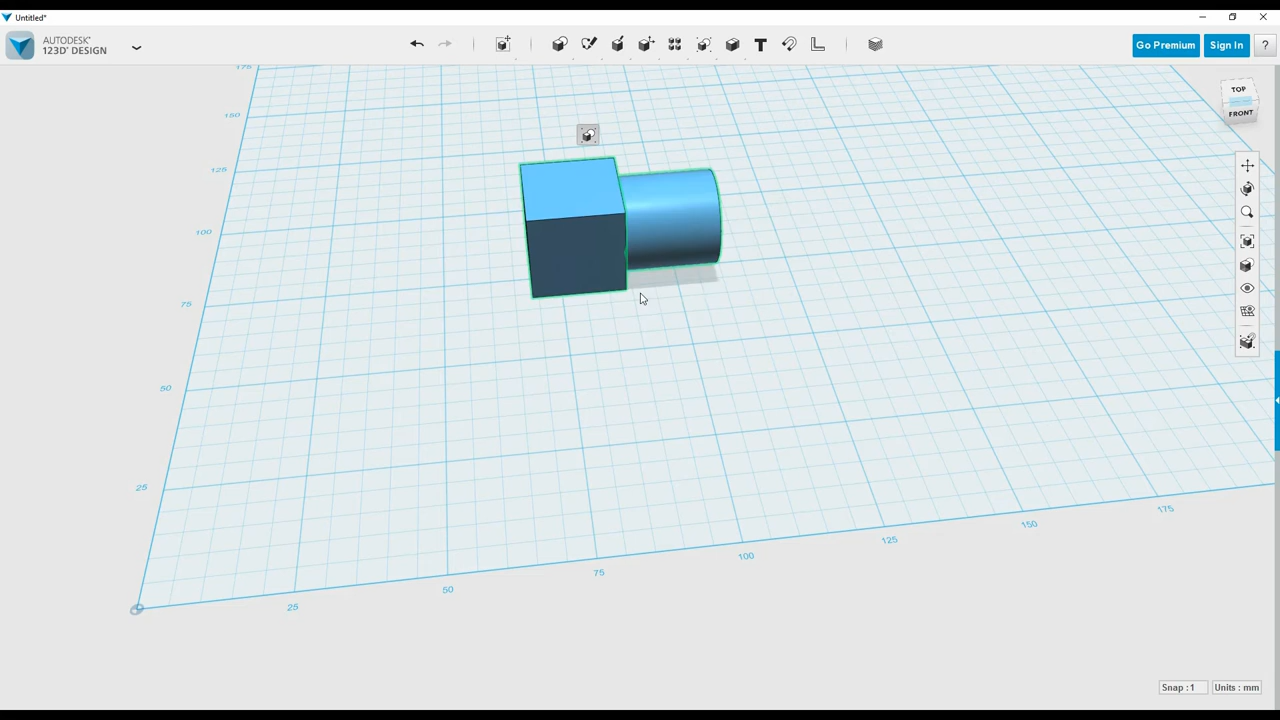 Untitled*
AUTODESK®
123D® DESIGN
Go Premium
Sign In
?
TOP
FRONT
175
150
125
100
75
50
25
25
50
75
100
125
150
175
Snap : 1
Units : mm